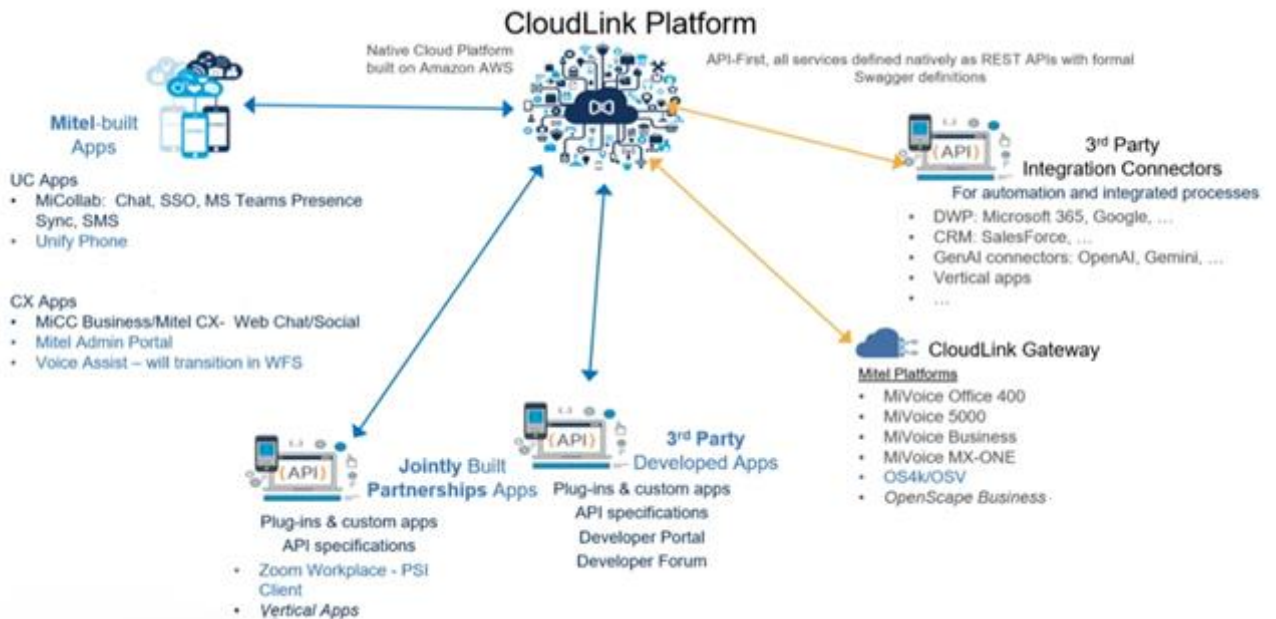 CloudLink Platform
Native Cloud Platform
built on Amazon AWS
API-First, all services defined natively as REST APIs with formal
Swagger definitions
Mitel-built
Apps
UC Apps
• MiCollab: Chat, SSO, MS Teams Presence
Sync, SMS
• Unify Phone
CX Apps
• MiCC Business/Mitel CX- Web Chat/Social
• Mitel Admin Portal
• Voice Assist – will transition in WFS
{API}
Jointly Built
Partnerships Apps
Plug-ins & custom apps
API specifications
• Zoom Workplace - PSI
Client
• Vertical Apps
{API}
3rd Party
Developed Apps
Plug-ins & custom apps
API specifications
Developer Portal
Developer Forum
{API}
3rd Party
Integration Connectors
For automation and integrated processes
• DWP: Microsoft 365, Google, ...
• CRM: SalesForce, ...
• GenAI connectors: OpenAI, Gemini, ...
• Vertical apps
• ...
CloudLink Gateway
Mitel Platforms
• MiVoice Office 400
• MiVoice 5000
• MiVoice Business
• MiVoice MX-ONE
• OS4k/OSV
• OpenScape Business